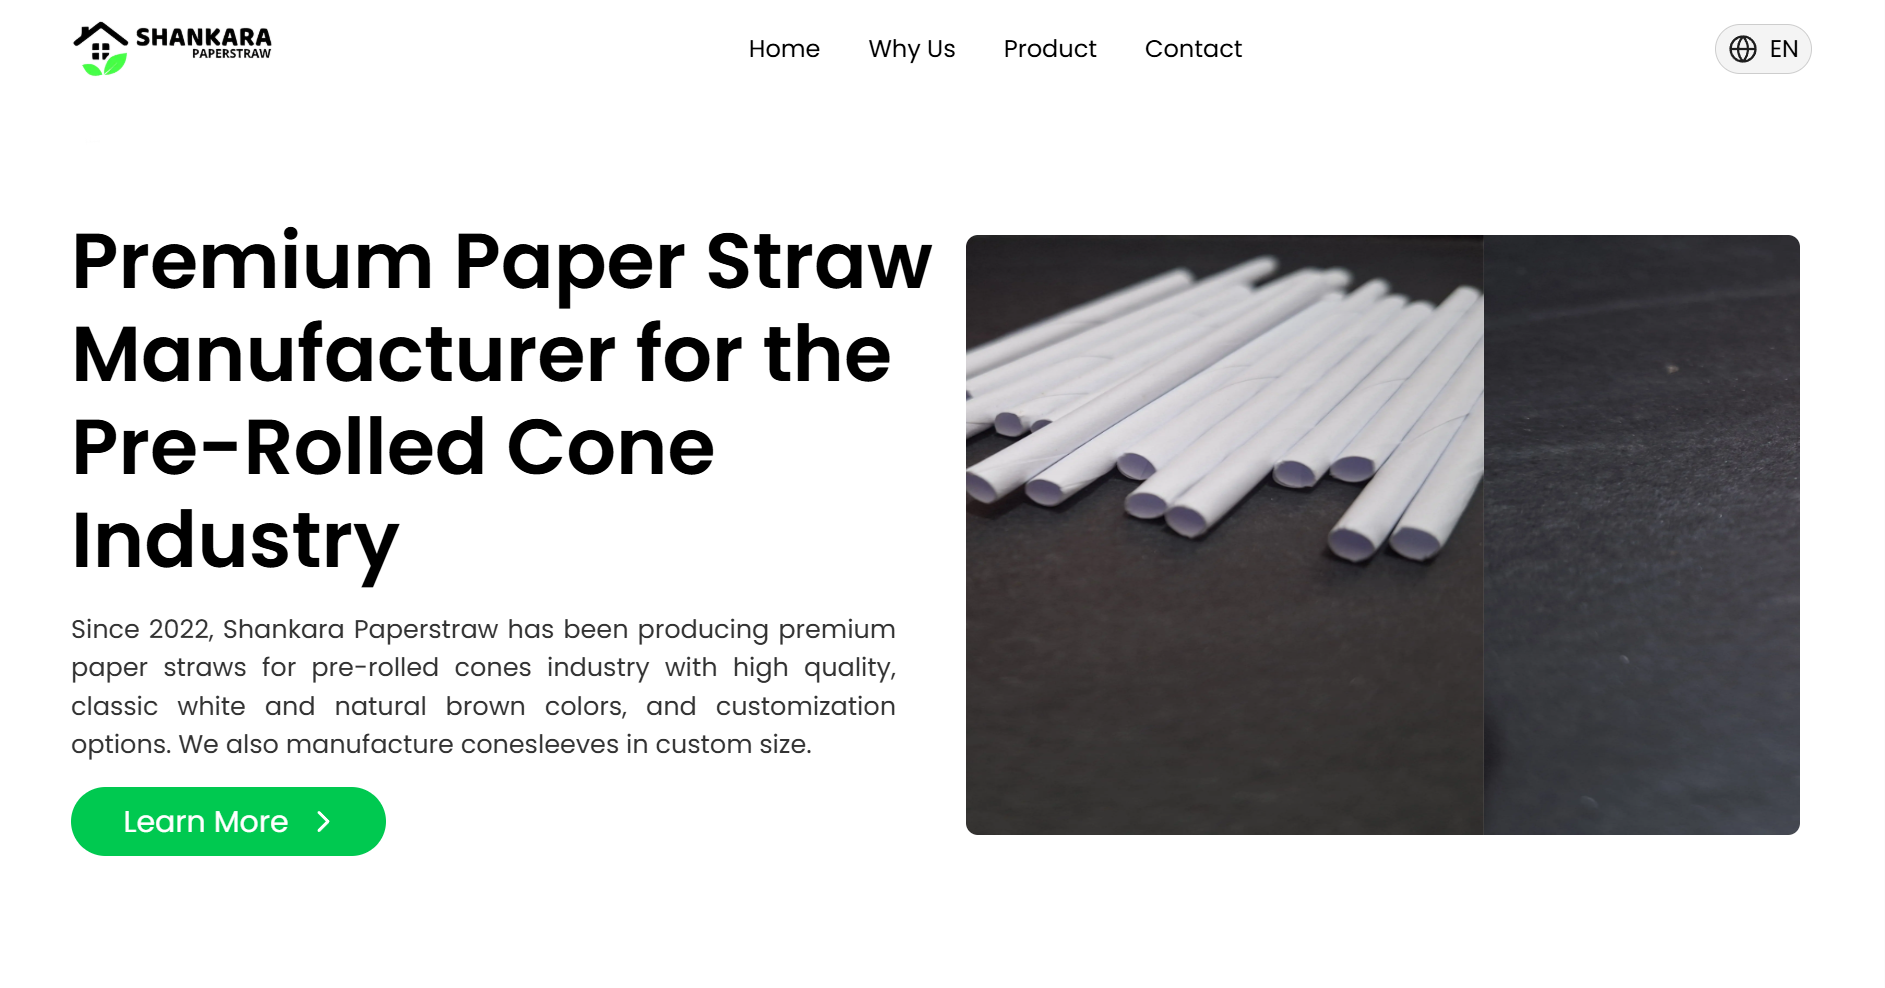 SHANKARA
PAPERSTRAW
Home
Why Us
Product
Contact
EN
Premium Paper Straw
Manufacturer for the
Pre-Rolled Cone
Industry
Since 2022, Shankara Paperstraw has been producing premium
paper straws for pre-rolled cones industry with high quality,
classic white and natural brown colors, and customization
options. We also manufacture conesleeves in custom size.
Learn More